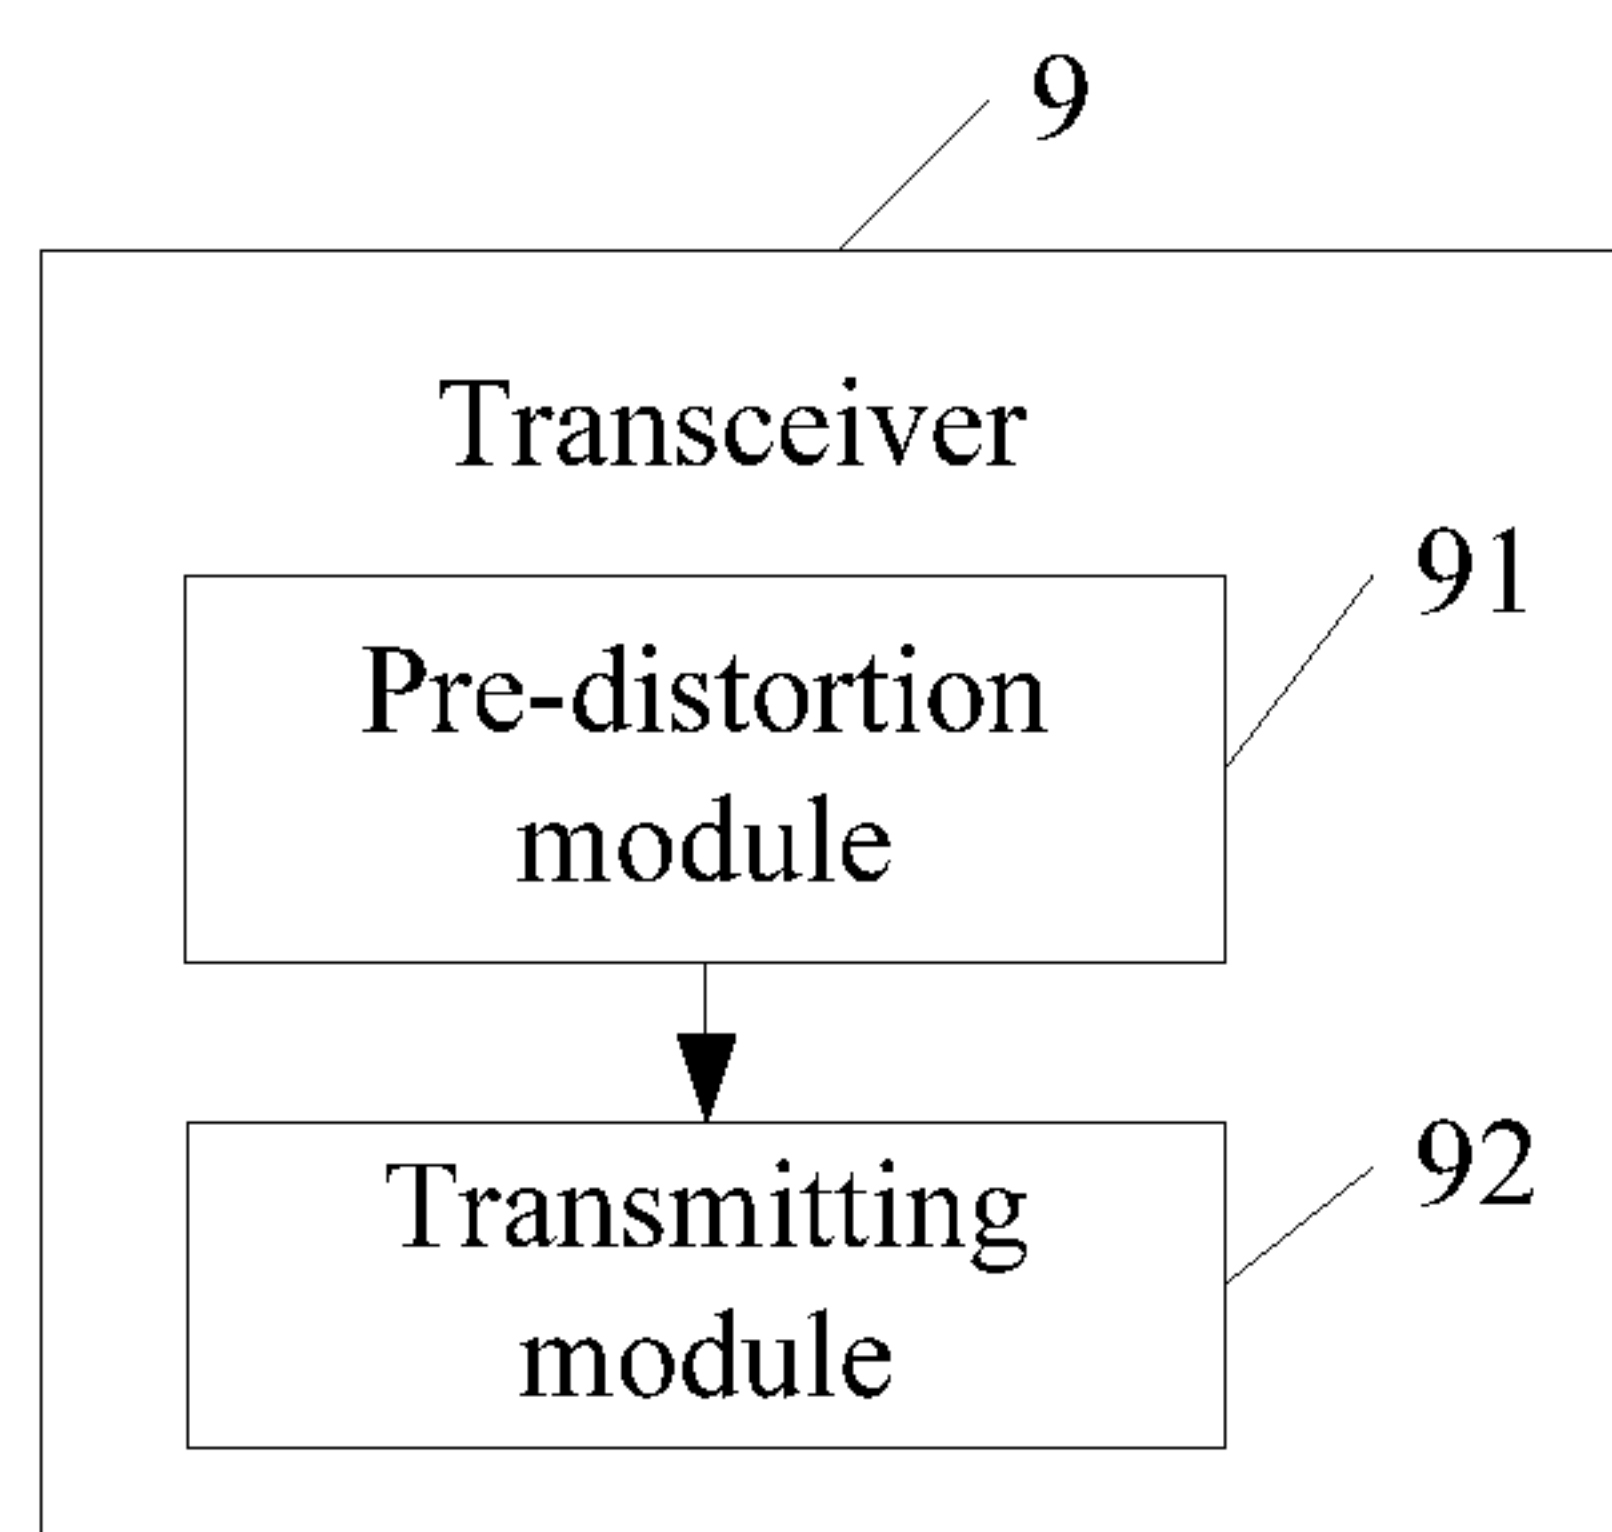 9
Transceiver
91
Pre-distortion
module
92
Transmitting
module